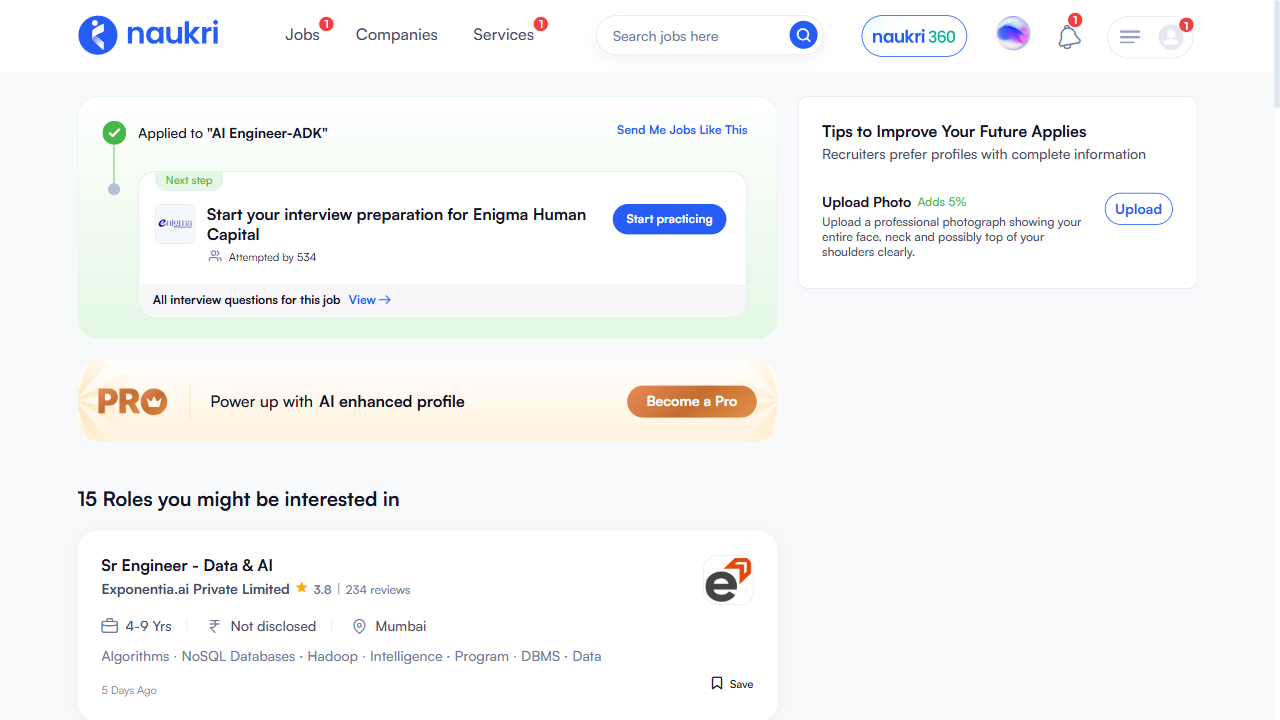 naukri
Jobs 1
Companies
Services 1
Search jobs here
naukri 360
1
1
Applied to "AI Engineer-ADK"
Send Me Jobs Like This
Next step
enigma
Start your interview preparation for Enigma Human
Capital
Start practicing
Attempted by 534
All interview questions for this job View
Tips to Improve Your Future Applies
Recruiters prefer profiles with complete information
Upload Photo Adds 5%
Upload a professional photograph showing your
entire face, neck and possibly top of your
shoulders clearly.
Upload
PRO
Power up with AI enhanced profile
Become a Pro
15 Roles you might be interested in
Sr Engineer - Data & AI
Exponentia.ai Private Limited 3.8 | 234 reviews
e
4-9 Yrs
₹ Not disclosed
Mumbai
Algorithms · NoSQL Databases · Hadoop · Intelligence · Program · DBMS · Data
5 Days Ago
Save